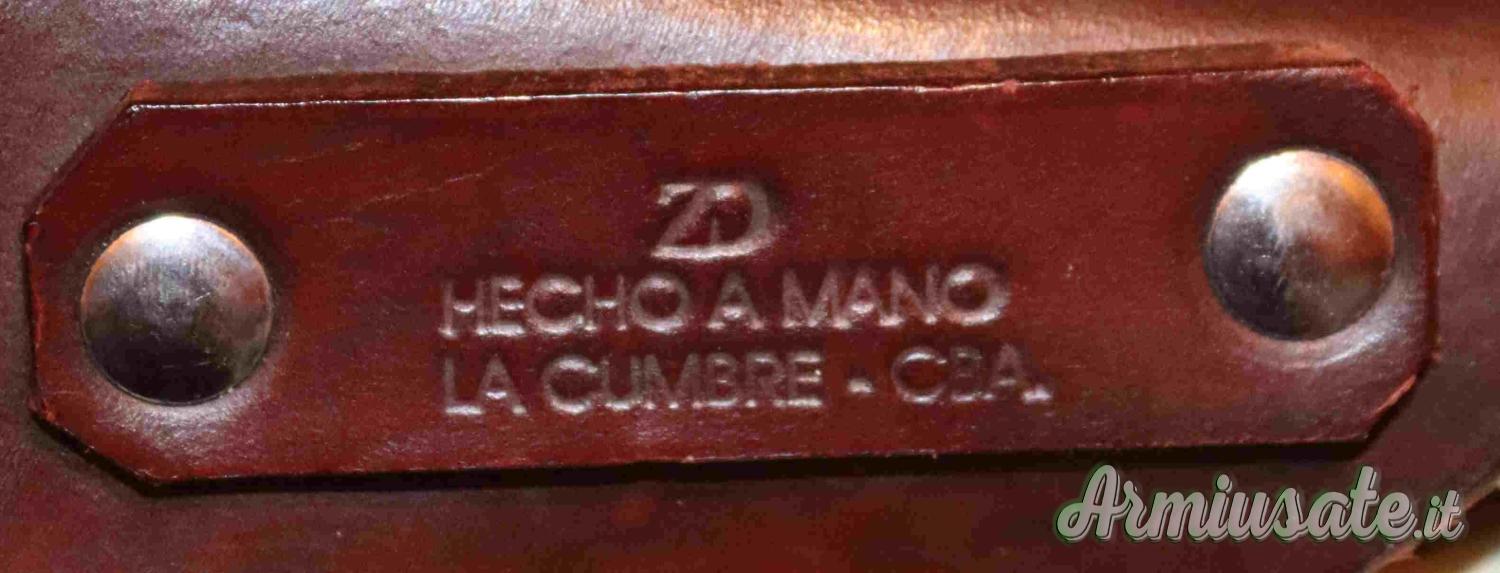 ZD
HECHO A MANO
LA CUMBRE - CBA.
Armiusate.it